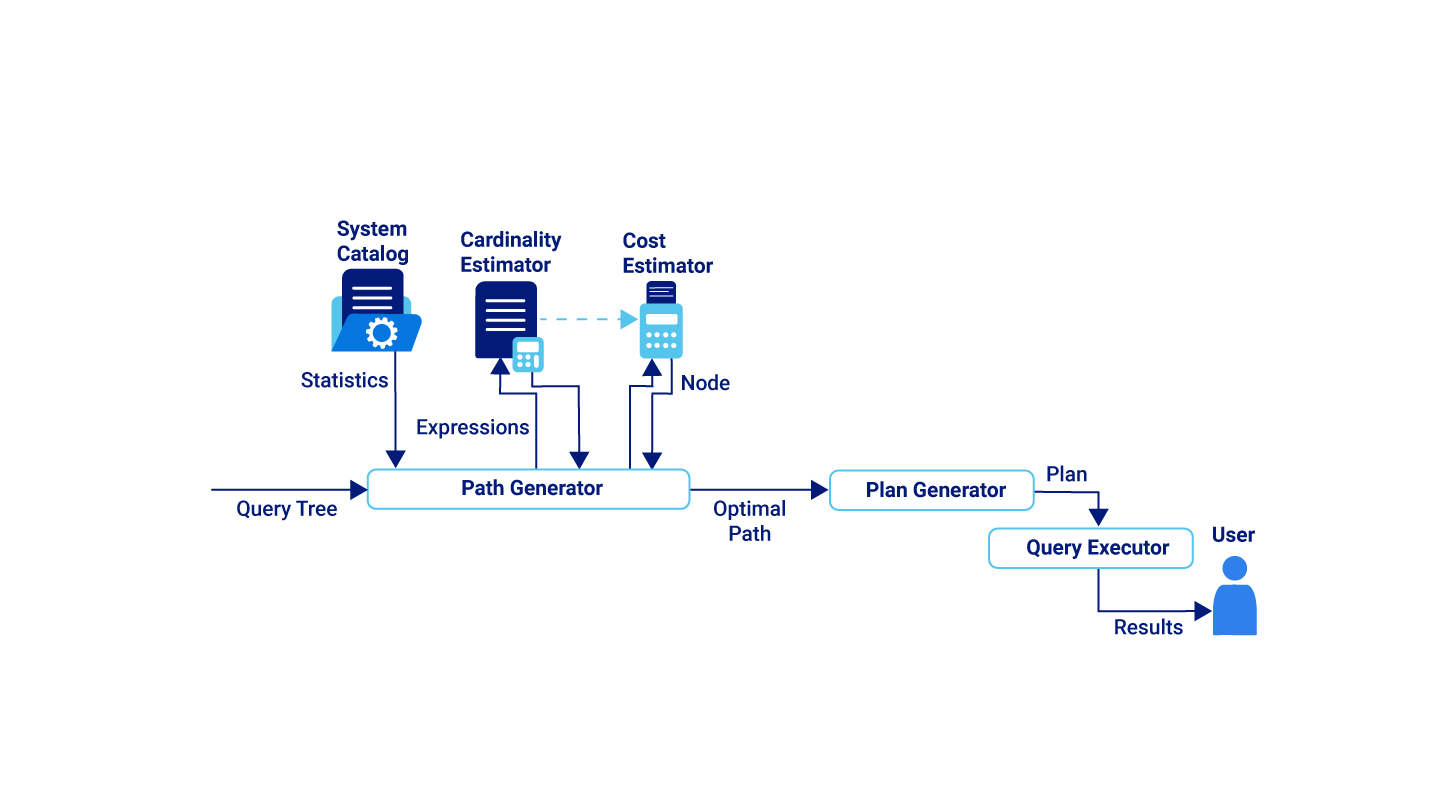 System
Catalog
Cardinality
Estimator
Cost
Estimator
Statistics
Node
Expressions
Path Generator
Query Tree
Optimal
Path
Plan Generator
Plan
Query Executor
User
Results